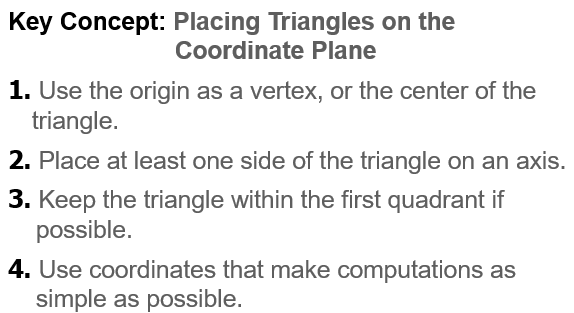 Key Concept: Placing Triangles on the
Coordinate Plane
1. Use the origin as a vertex, or the center of the
triangle.
2. Place at least one side of the triangle on an axis.
3. Keep the triangle within the first quadrant if
possible.
4. Use coordinates that make computations as
simple as possible.